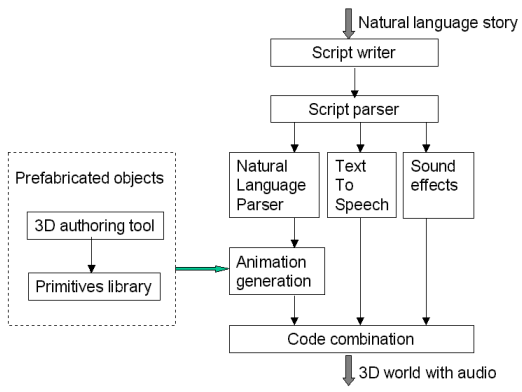 Natural language story
Script writer
Script parser
Natural
Language
Parser
Text
To
Speech
Sound
effects
Prefabricated objects
3D authoring tool
Primitives library
Animation
generation
Code combination
3D world with audio